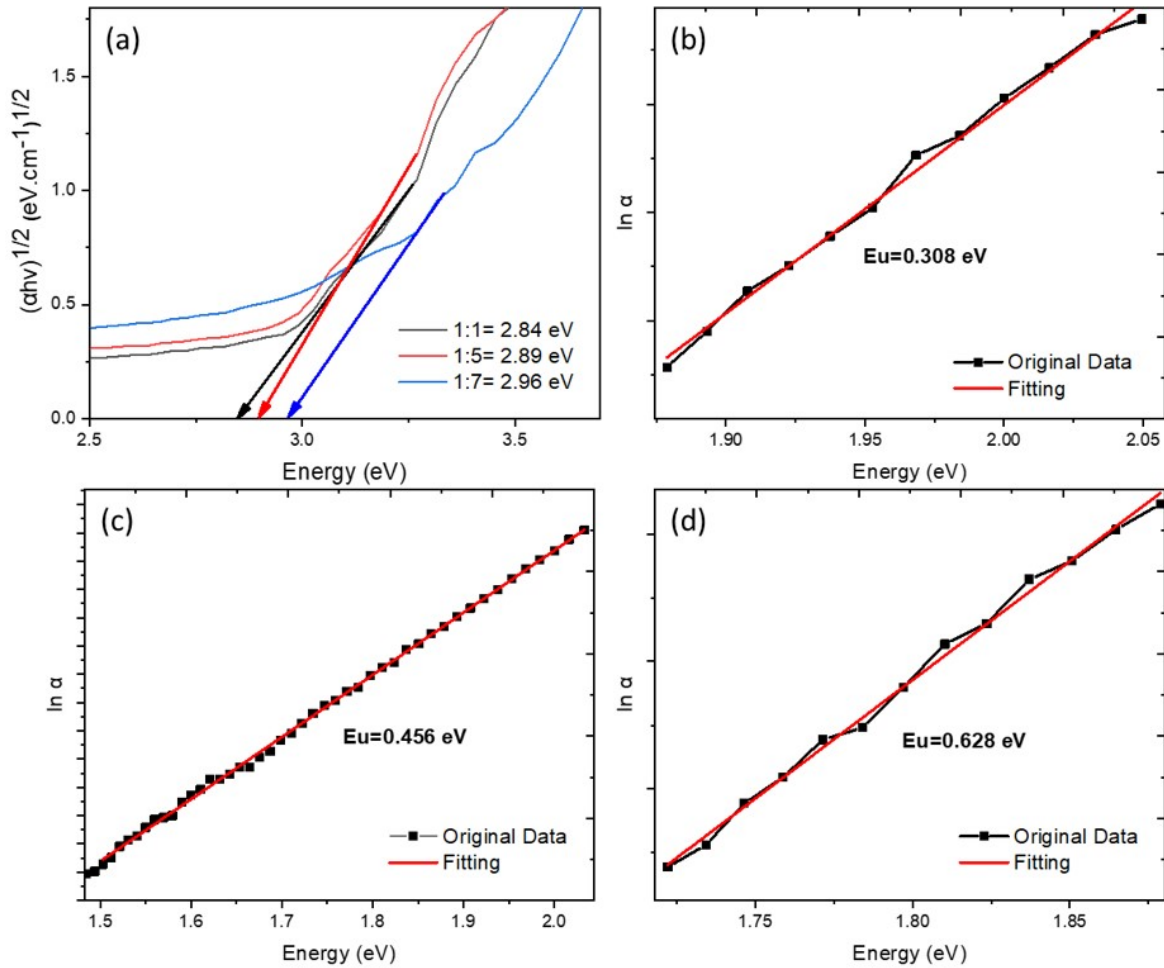 (a)
(αhν)1/2 (eV.cm-1)1/2
1.5
1.0
0.5
0.0
1:1= 2.84 eV
1:5= 2.89 eV
1:7= 2.96 eV
2.5 3.0 3.5
Energy (eV)
(b)
ln α
Eu=0.308 eV
Original Data
Fitting
1.90 1.95 2.00 2.05
Energy (eV)
(c)
ln α
Eu=0.456 eV
Original Data
Fitting
1.5 1.6 1.7 1.8 1.9 2.0
Energy (eV)
(d)
ln α
Eu=0.628 eV
Original Data
Fitting
1.75 1.80 1.85
Energy (eV)